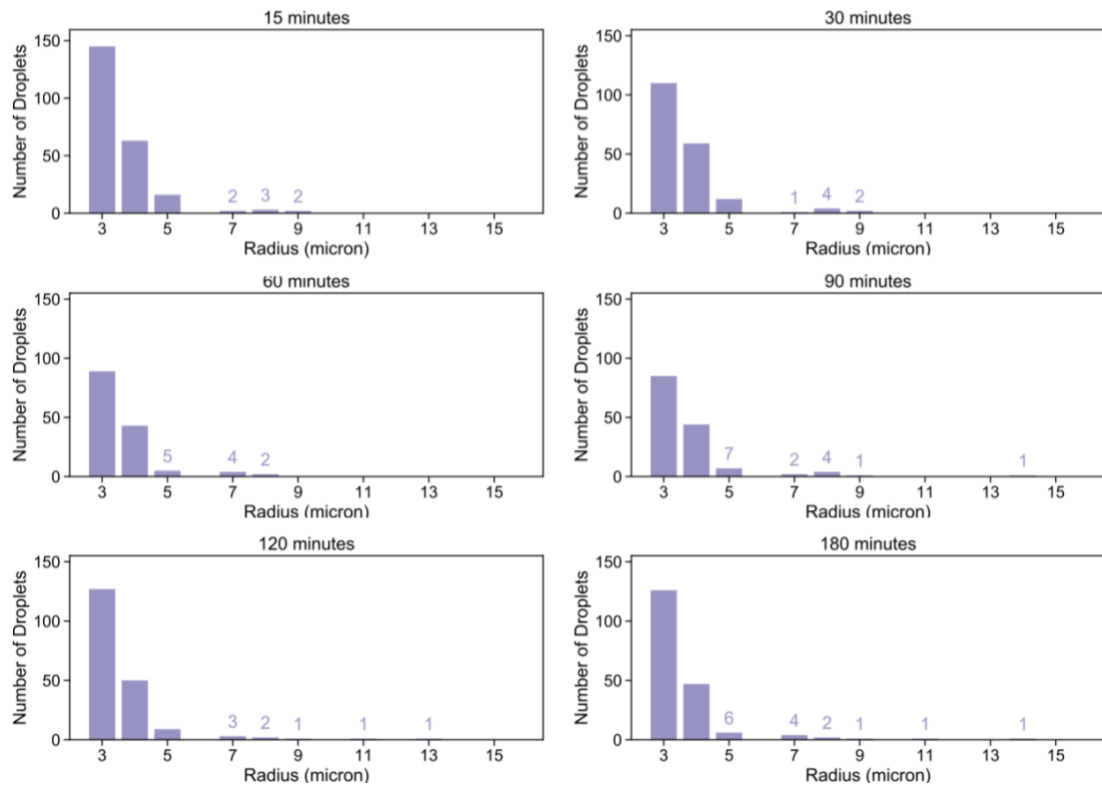 15 minutes
150
100
50
0
Number of Droplets
2 3 2
3 5 7 9 11 13 15
Radius (micron)
30 minutes
150
100
50
0
Number of Droplets
1 4 2
3 5 7 9 11 13 15
Radius (micron)
60 minutes
150
100
50
0
Number of Droplets
5 4 2
3 5 7 9 11 13 15
Radius (micron)
90 minutes
150
100
50
0
Number of Droplets
7 2 4 1 1
3 5 7 9 11 13 15
Radius (micron)
120 minutes
150
100
50
0
Number of Droplets
3 2 1 1 1
3 5 7 9 11 13 15
Radius (micron)
180 minutes
150
100
50
0
Number of Droplets
6 4 2 1 1 1
3 5 7 9 11 13 15
Radius (micron)